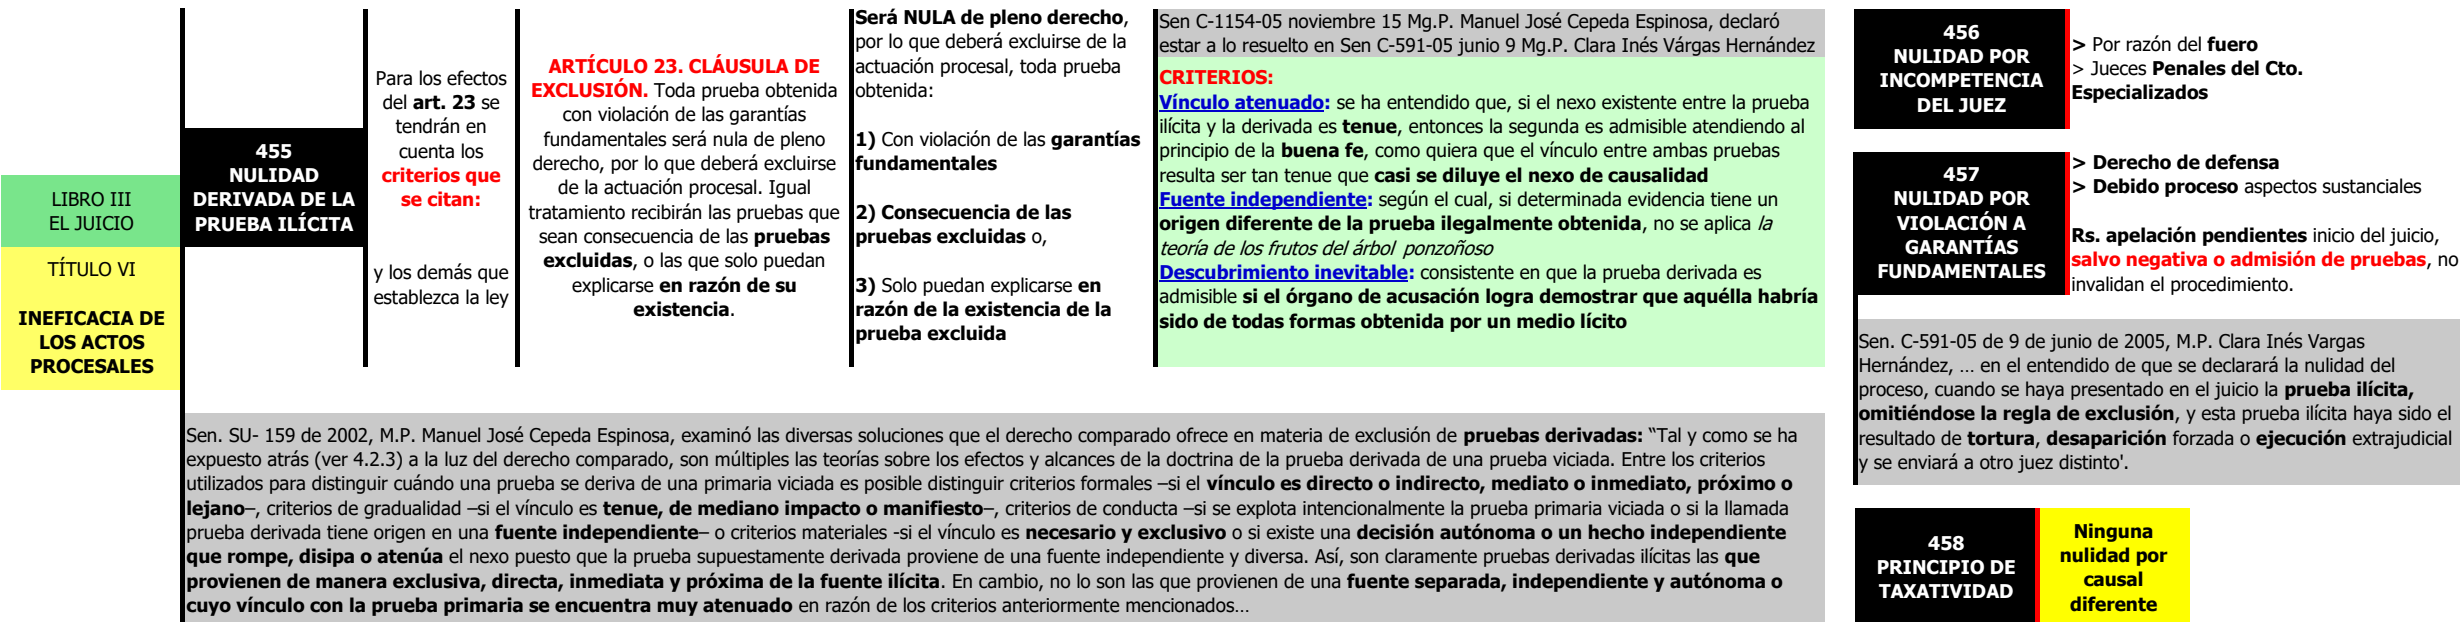 LIBRO III
EL JUICIO
TÍTULO VI
INEFICACIA DE
LOS ACTOS
PROCESALES
455
NULIDAD
DERIVADA DE LA
PRUEBA ILÍCITA
Para los efectos
del art. 23 se
tendrán en
cuenta los
criterios que
se citan:
y los demás que
establezca la ley
ARTÍCULO 23. CLÁUSULA DE
EXCLUSIÓN. Toda prueba obtenida
con violación de las garantías
fundamentales será nula de pleno
derecho, por lo que deberá excluirse
de la actuación procesal. Igual
tratamiento recibirán las pruebas que
sean consecuencia de las pruebas
excluidas, o las que solo puedan
explicarse en razón de su
existencia.
Será NULA de pleno derecho,
por lo que deberá excluirse de la
actuación procesal, toda prueba
obtenida:
1) Con violación de las garantías
fundamentales
2) Consecuencia de las
pruebas excluidas o,
3) Solo puedan explicarse en
razón de la existencia de la
prueba excluida
Sen C-1154-05 noviembre 15 Mg.P. Manuel José Cepeda Espinosa, declaró
estar a lo resuelto en Sen C-591-05 junio 9 Mg.P. Clara Inés Várgas Hernández
CRITERIOS:
Vínculo atenuado: se ha entendido que, si el nexo existente entre la prueba
ilícita y la derivada es tenue, entonces la segunda es admisible atendiendo al
principio de la buena fe, como quiera que el vínculo entre ambas pruebas
resulta ser tan tenue que casi se diluye el nexo de causalidad
Fuente independiente: según el cual, si determinada evidencia tiene un
origen diferente de la prueba ilegalmente obtenida, no se aplica la
teoría de los frutos del árbol ponzoñoso
Descubrimiento inevitable: consistente en que la prueba derivada es
admisible si el órgano de acusación logra demostrar que aquélla habría
sido de todas formas obtenida por un medio lícito
Sen. SU- 159 de 2002, M.P. Manuel José Cepeda Espinosa, examinó las diversas soluciones que el derecho comparado ofrece en materia de exclusión de pruebas derivadas: “Tal y como se ha
expuesto atrás (ver 4.2.3) a la luz del derecho comparado, son múltiples las teorías sobre los efectos y alcances de la doctrina de la prueba derivada de una prueba viciada. Entre los criterios
utilizados para distinguir cuándo una prueba se deriva de una primaria viciada es posible distinguir criterios formales –si el vínculo es directo o indirecto, mediato o inmediato, próximo o
lejano–, criterios de gradualidad –si el vínculo es tenue, de mediano impacto o manifiesto–, criterios de conducta –si se explota intencionalmente la prueba primaria viciada o si la llamada
prueba derivada tiene origen en una fuente independiente– o criterios materiales -si el vínculo es necesario y exclusivo o si existe una decisión autónoma o un hecho independiente
que rompe, disipa o atenúa el nexo puesto que la prueba supuestamente derivada proviene de una fuente independiente y diversa. Así, son claramente pruebas derivadas ilícitas las que
provienen de manera exclusiva, directa, inmediata y próxima de la fuente ilícita. En cambio, no lo son las que provienen de una fuente separada, independiente y autónoma o
cuyo vínculo con la prueba primaria se encuentra muy atenuado en razón de los criterios anteriormente mencionados…
456
NULIDAD POR
INCOMPETENCIA
DEL JUEZ
> Por razón del fuero
> Jueces Penales del Cto.
Especializados
457
NULIDAD POR
VIOLACIÓN A
GARANTÍAS
FUNDAMENTALES
> Derecho de defensa
> Debido proceso aspectos sustanciales
Rs. apelación pendientes inicio del juicio,
salvo negativa o admisión de pruebas, no
invalidan el procedimiento.
Sen. C-591-05 de 9 de junio de 2005, M.P. Clara Inés Vargas
Hernández, … en el entendido de que se declarará la nulidad del
proceso, cuando se haya presentado en el juicio la prueba ilícita,
omitiéndose la regla de exclusión, y esta prueba ilícita haya sido el
resultado de tortura, desaparición forzada o ejecución extrajudicial
y se enviará a otro juez distinto'.
458
PRINCIPIO DE
TAXATIVIDAD
Ninguna
nulidad por
causal
diferente